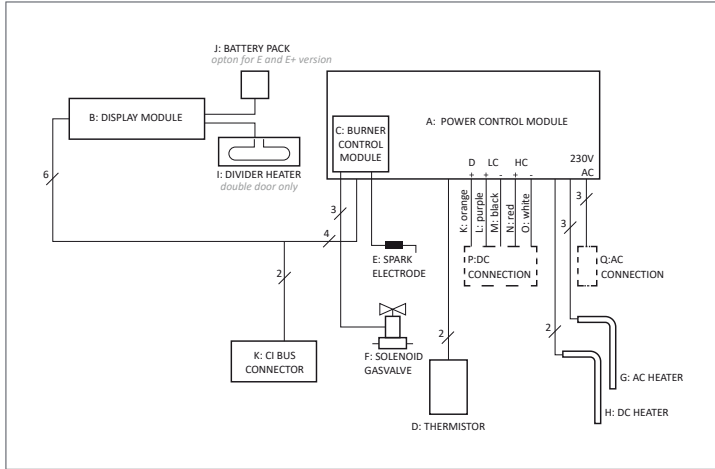 J: BATTERY PACK
opton for E and E+ version
B: DISPLAY MODULE
A: POWER CONTROL MODULE
C: BURNER
CONTROL
MODULE
I: DIVIDER HEATER
double door only
D LC HC
+ + - + -
230V
AC
6
3
4
2
K: orange
L: purple
M: black
N: red
O: white
3
3
E: SPARK
ELECTRODE
P:DC
CONNECTION
Q:AC
CONNECTION
K: CI BUS
CONNECTOR
F: SOLENOID
GASVALVE
2
2
D: THERMISTOR
G: AC HEATER
H: DC HEATER